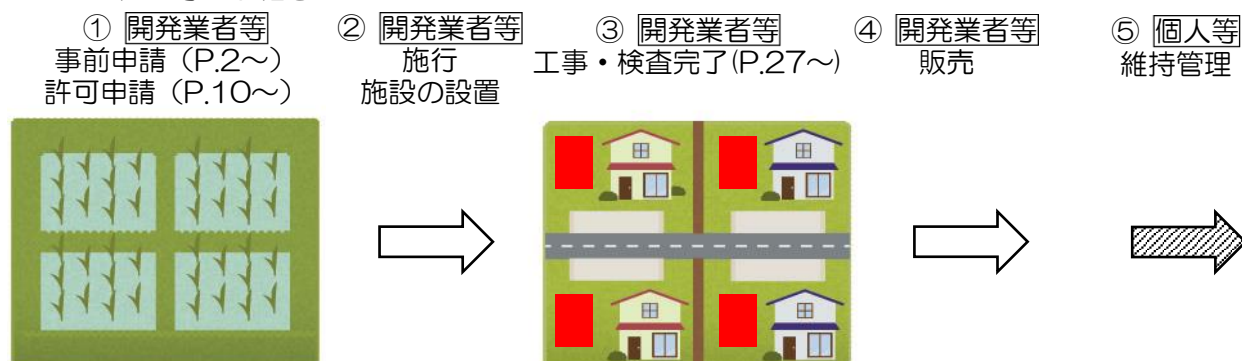 ① 開発業者等
事前申請（P.2～）
許可申請（P.10～）
② 開発業者等
施行
施設の設置
③ 開発業者等
工事・検査完了(P.27～)
④ 開発業者等
販売
⑤ 個人等
維持管理